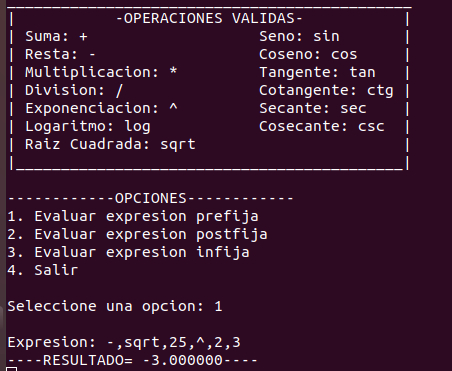 -OPERACIONES VALIDAS-
| Suma: + Seno: sin |
| Resta: - Coseno: cos |
| Multiplicacion: * Tangente: tan |
| Division: / Cotangente: ctg |
| Exponenciacion: ^ Secante: sec |
| Logaritmo: log Cosecante: csc |
| Raiz Cuadrada: sqrt |
------------OPCIONES------------
1. Evaluar expresion prefija
2. Evaluar expresion postfija
3. Evaluar expresion infija
4. Salir
Seleccione una opcion: 1
Expresion: -,sqrt,25,^,2,3
----RESULTADO= -3.000000----